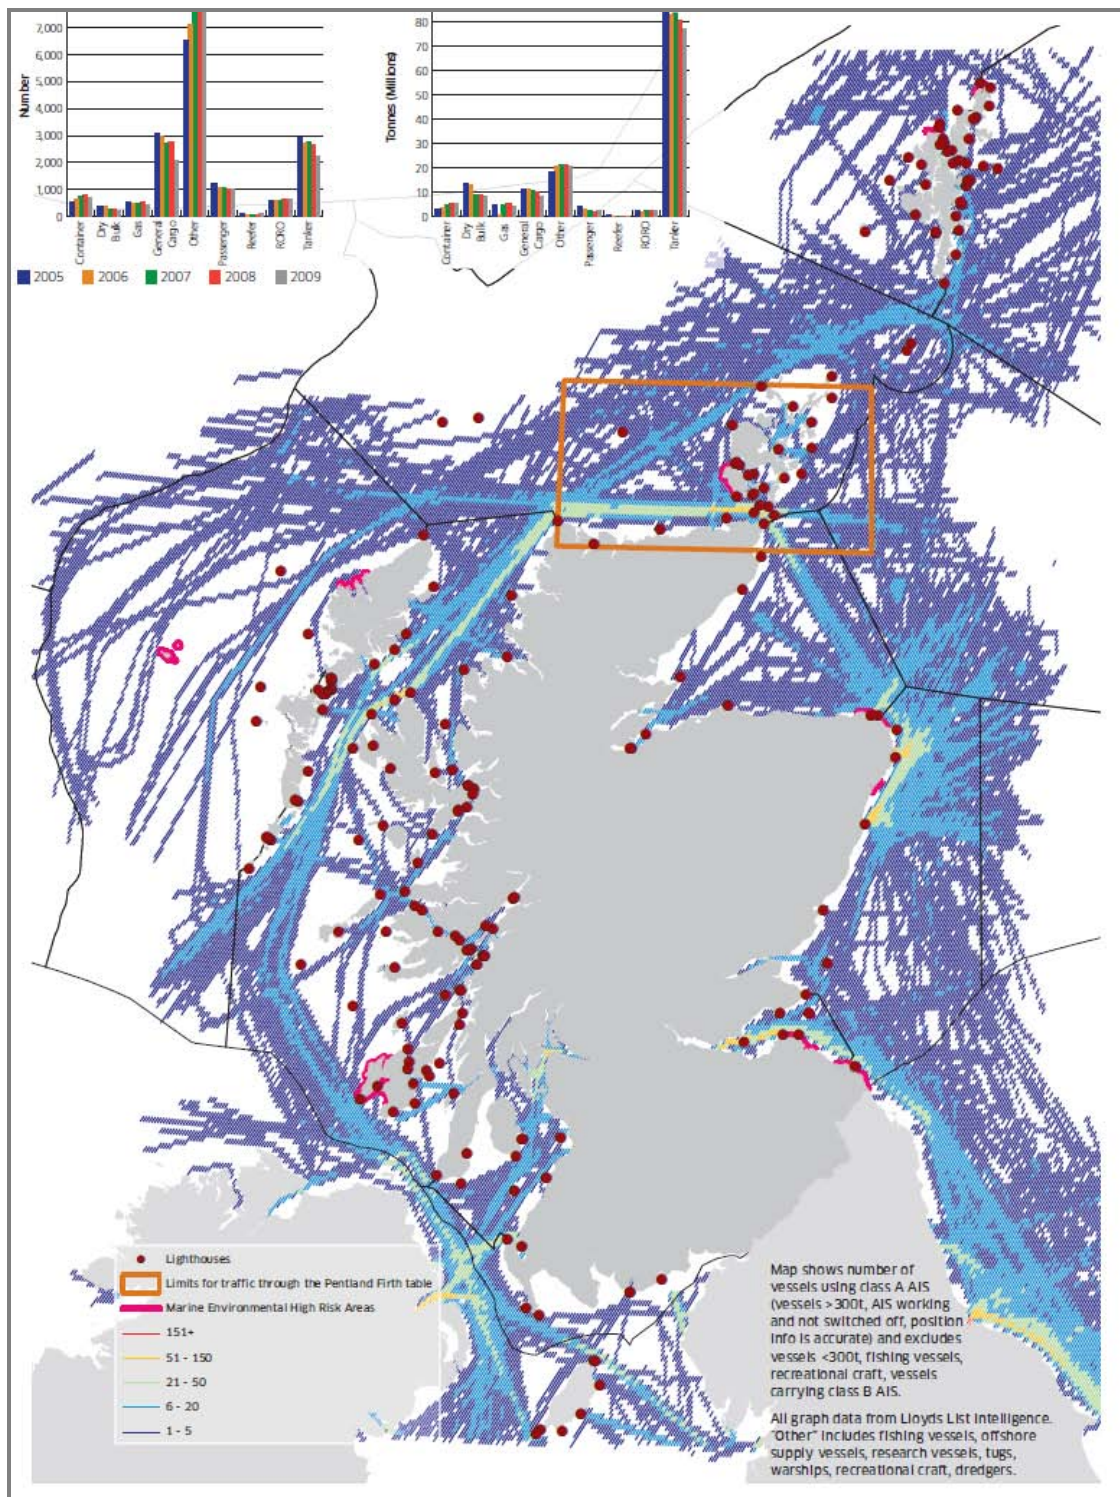 7,000
6,000
5,000
4,000
3,000
2,000
1,000
0
Number
Container
Dry
Bulk
Gas
General
Cargo
Other
Passenger
Reefer
RORO
Tanker
80
70
60
50
40
30
20
10
0
Tonnes (Millions)
Container
Dry
Bulk
Gas
General
Cargo
Other
Passenger
Reefer
RORO
Tanker
2005
2006
2007
2008
2009
Lighthouses
Limits for traffic through the Pentland Firth table
Marine Environmental High Risk Areas
151+
51 - 150
21 - 50
6 - 20
1 - 5
Map shows number of
vessels using class A AIS
(vessels >300t, AIS working
and not switched off, position
info is accurate) and excludes
vessels <300t, fishing vessels,
recreational craft, vessels
carrying class B AIS.
All graph data from Lloyds List Intelligence.
"Other" includes fishing vessels, offshore
supply vessels, research vessels, tugs,
warships, recreational craft, dredgers.